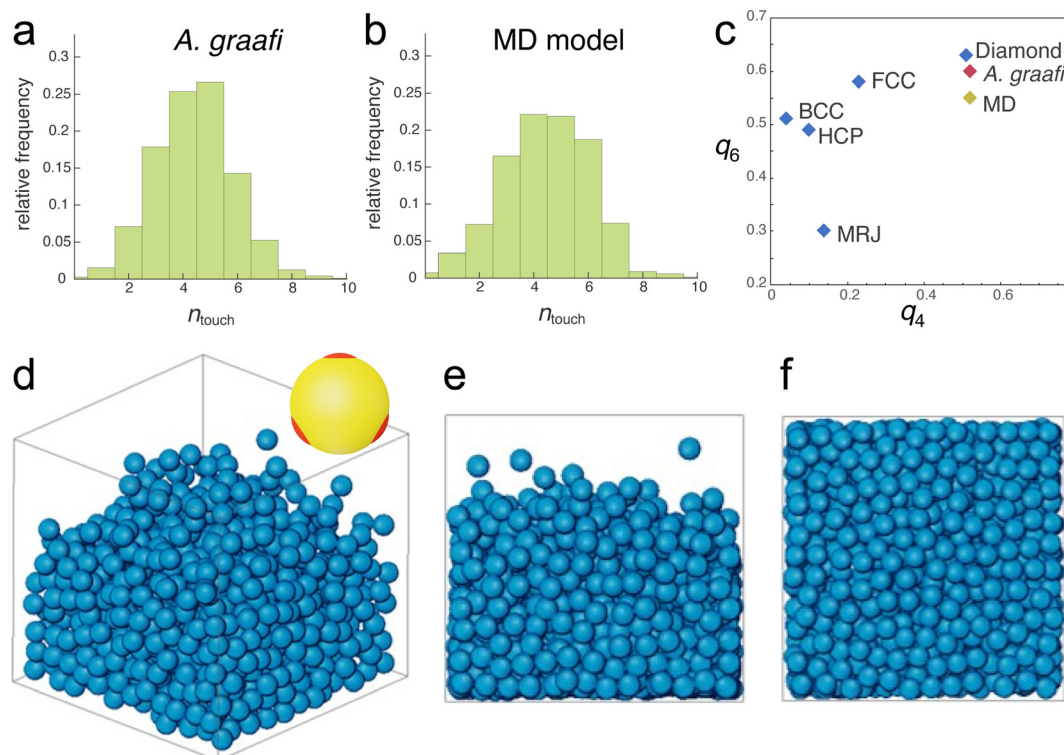 a
A. graafi
relative frequency
0.3
0.25
0.2
0.15
0.1
0.05
0
2
4
6
8
10
n_touch
b
MD model
relative frequency
0.3
0.25
0.2
0.15
0.1
0.05
0
2
4
6
8
10
n_touch
c
q6
0.7
0.6
0.5
0.4
0.3
0.2
0
0.2
0.4
0.6
q4
Diamond
A. graafi
MD
FCC
BCC
HCP
MRJ
d
e
f